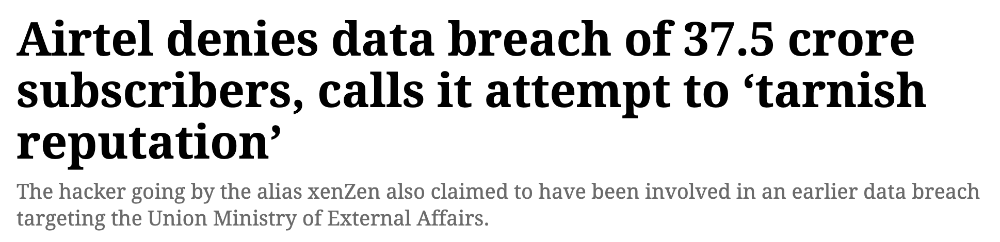 Airtel denies data breach of 37.5 crore
subscribers, calls it attempt to ‘tarnish
reputation’
The hacker going by the alias xenZen also claimed to have been involved in an earlier data breach
targeting the Union Ministry of External Affairs.